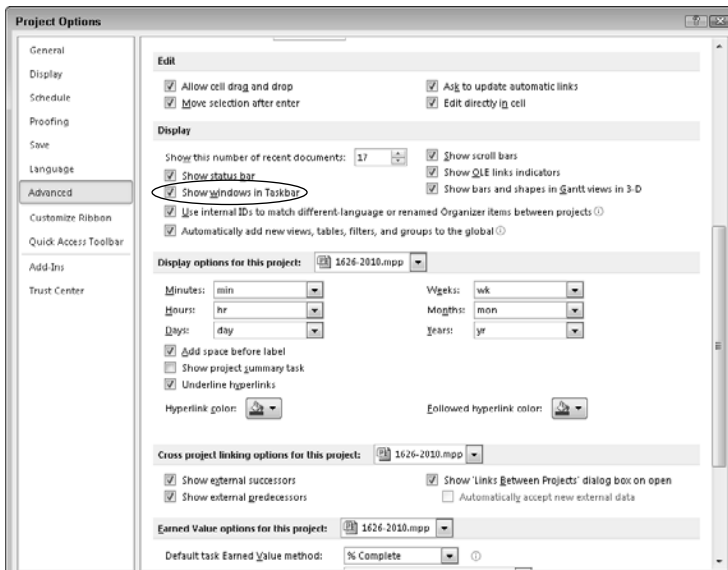 Project Options
General
Display
Schedule
Proofing
Save
Language
Advanced
Customize Ribbon
Quick Access Toolbar
Add-Ins
Trust Center
Edit
Allow cell drag and drop
Move selection after enter
Ask to update automatic links
Edit directly in cell
Display
Show this number of recent documents: 17
Show status bar
Show windows in Taskbar
Show scroll bars
Show OLE links indicators
Show bars and shapes in Gantt views in 3-D
Use internal IDs to match different-language or renamed Organizer items between projects
Automatically add new views, tables, filters, and groups to the global
Display options for this project: 1626-2010.mpp
Minutes: min
Hours: hr
Days: day
Weeks: wk
Months: mon
Years: yr
Add space before label
Show project summary task
Underline hyperlinks
Hyperlink color:
Followed hyperlink color:
Cross project linking options for this project: 1626-2010.mpp
Show external successors
Show external predecessors
Show 'Links Between Projects' dialog box on open
Automatically accept new external data
Earned Value options for this project: 1626-2010.mpp
Default task Earned Value method: % Complete